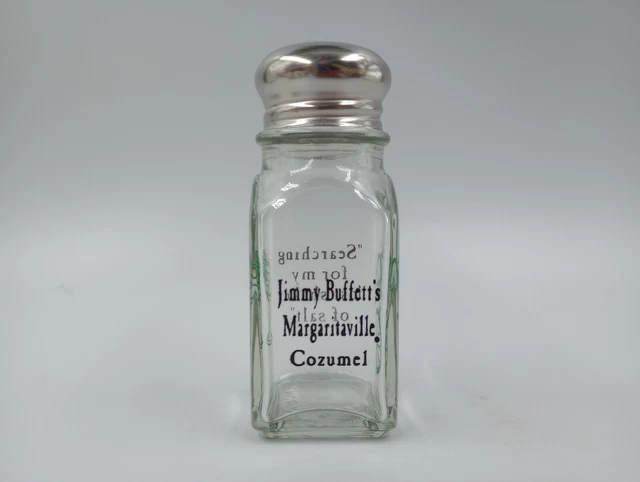 "Searching
for my
Jimmy Buffett's
of salt"
Margaritaville
Cozumel